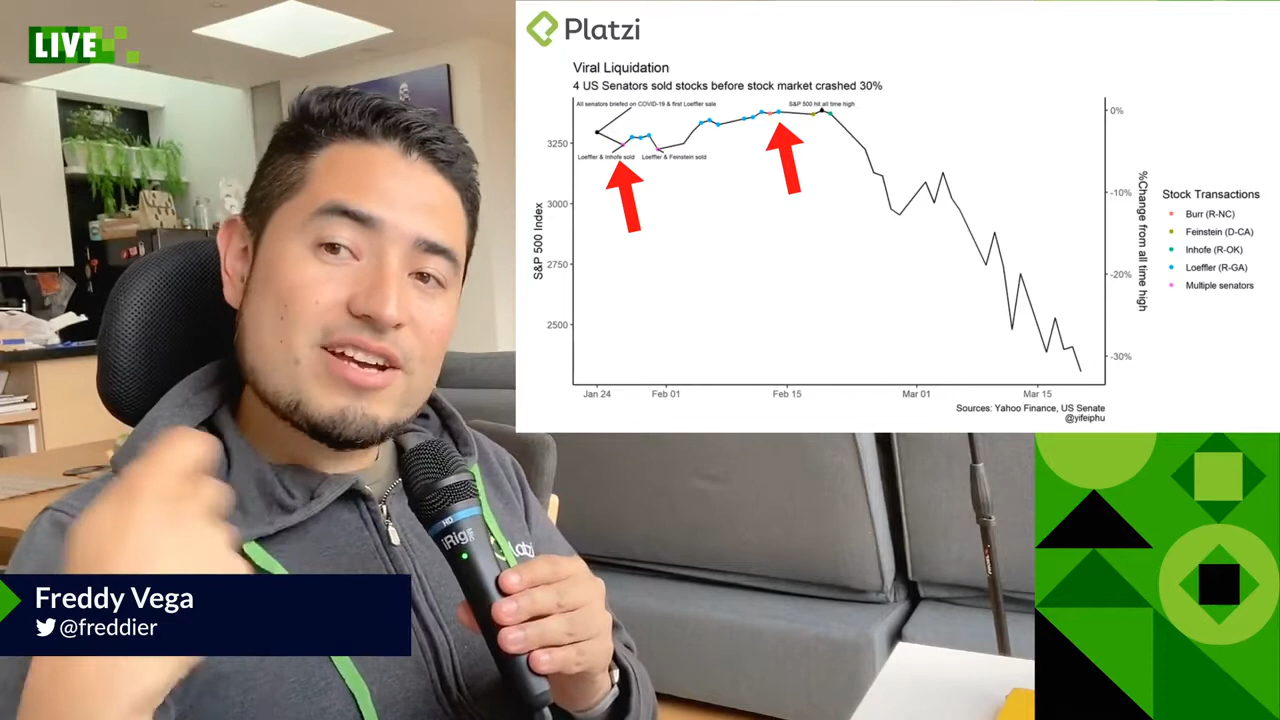 LIVE
Platzi
Viral Liquidation
4 US Senators sold stocks before stock market crashed 30%
All senators briefed on COVID-19 & first Loeffler sale
S&P 500 hit all time high
Loeffler & Inhofe sold
Loeffler & Feinstein sold
S&P 500 Index
3250
3000
2750
2500
0%
-10%
-20%
-30%
%Change from all time high
Jan 24
Feb 01
Feb 15
Mar 01
Mar 15
Stock Transactions
Burr (R-NC)
Feinstein (D-CA)
Inhofe (R-OK)
Loeffler (R-GA)
Multiple senators
Sources: Yahoo Finance, US Senate
@yifeiphu
HD
iRig
Freddy Vega
@freddier